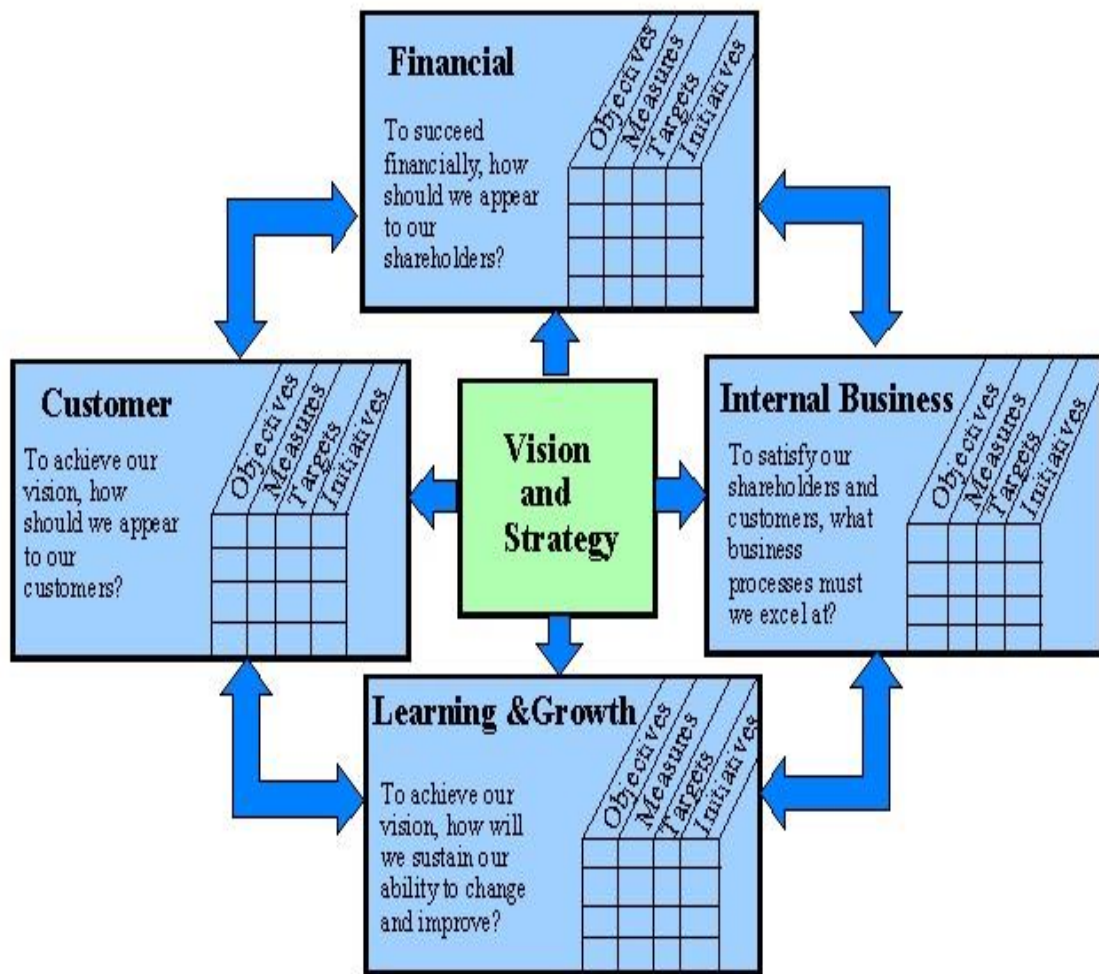 Financial
To succeed
financially, how
should we appear
to our
shareholders?
Objectives
Measures
Targets
Initiatives
Customer
To achieve our
vision, how
should we appear
to our
customers?
Objectives
Measures
Targets
Initiatives
Vision
and
Strategy
Internal Business
To satisfy our
shareholders and
customers, what
business
processes must
we excel at?
Objectives
Measures
Targets
Initiatives
Learning &Growth
To achieve our
vision, how will
we sustain our
ability to change
and improve?
Objectives
Measures
Targets
Initiatives